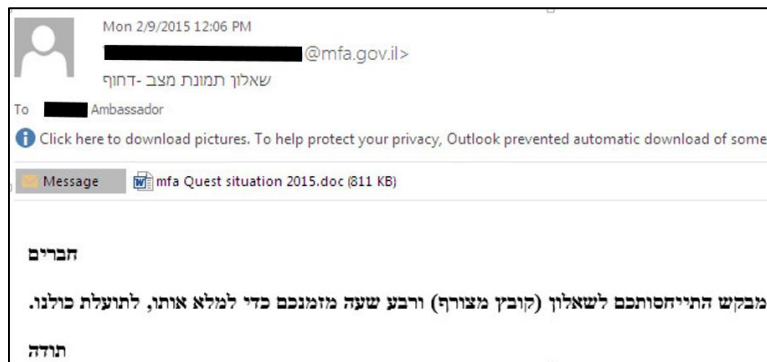 Mon 2/9/2015 12:06 PM
@mfa.gov.il>
שאלון תמונת מצב -דחוף
To Ambassador
Click here to download pictures. To help protect your privacy, Outlook prevented automatic download of some
Message mfa Quest situation 2015.doc (811 KB)
חברים
מבקש התייחסותכם לשאלון (קובץ מצורף) ורבע שעה מזמנכם כדי למלא אותו, לתועלת כולנו.
תודה